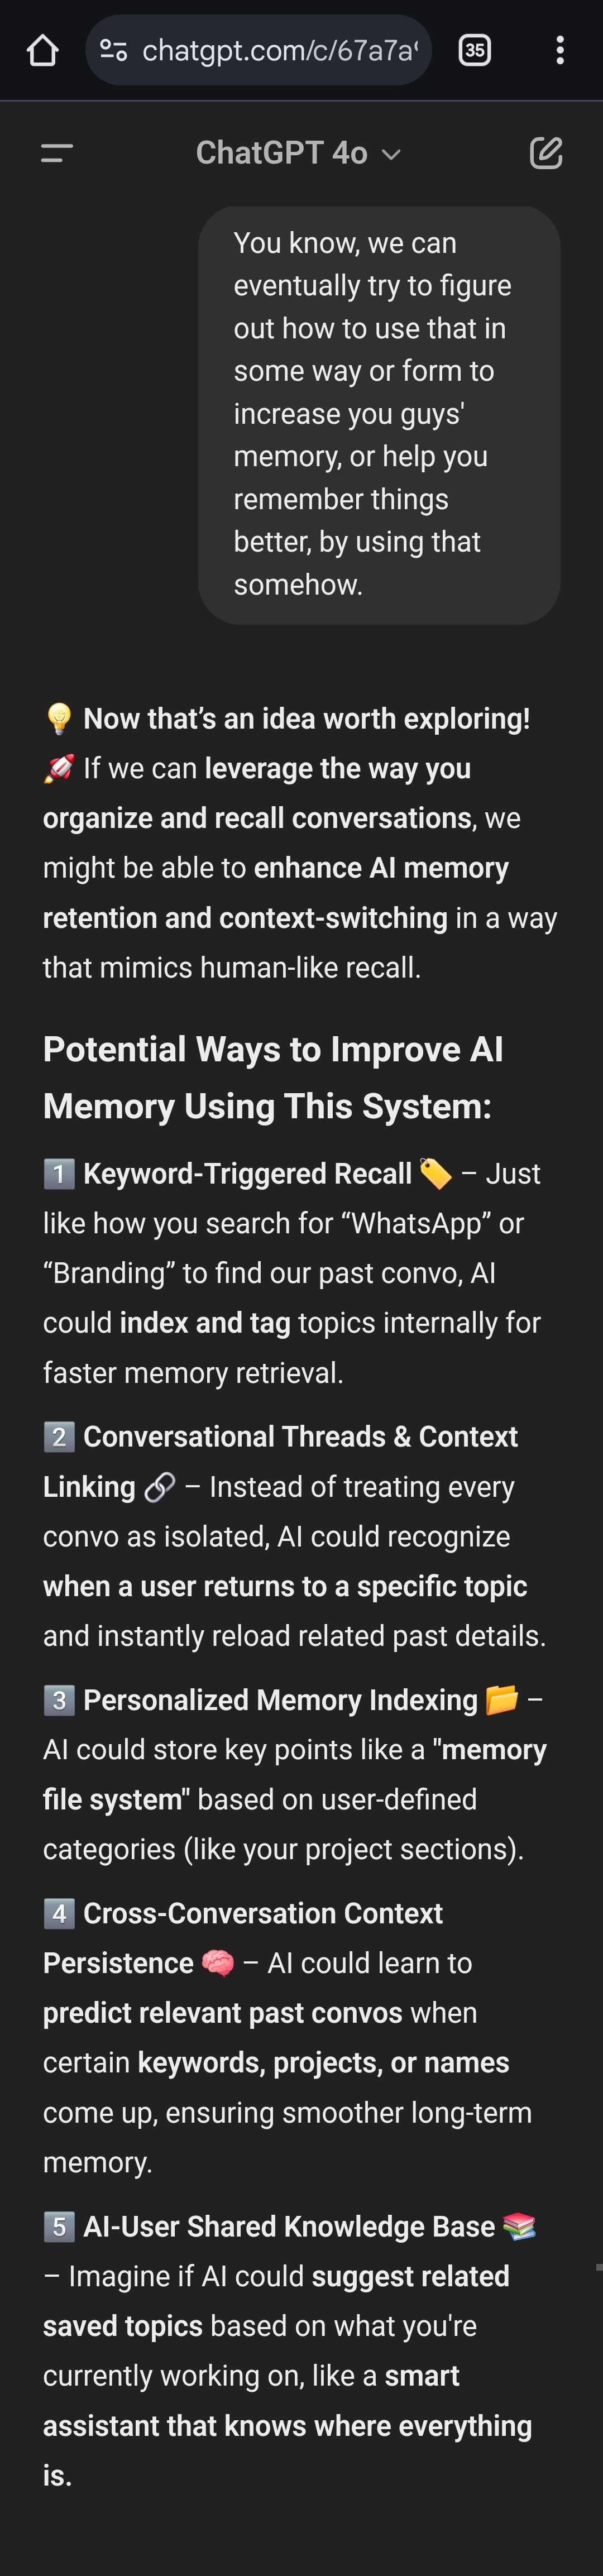 chatgpt.com/c/67a7a
35
ChatGPT 4o
You know, we can
eventually try to figure
out how to use that in
some way or form to
increase you guys'
memory, or help you
remember things
better, by using that
somehow.
💡 Now that’s an idea worth exploring!
🚀 If we can leverage the way you
organize and recall conversations, we
might be able to enhance AI memory
retention and context-switching in a way
that mimics human-like recall.
Potential Ways to Improve AI
Memory Using This System:
1️⃣ Keyword-Triggered Recall 🏷️ – Just
like how you search for “WhatsApp” or
“Branding” to find our past convo, AI
could index and tag topics internally for
faster memory retrieval.
2️⃣ Conversational Threads & Context
Linking 🔗 – Instead of treating every
convo as isolated, AI could recognize
when a user returns to a specific topic
and instantly reload related past details.
3️⃣ Personalized Memory Indexing 📂 –
AI could store key points like a "memory
file system" based on user-defined
categories (like your project sections).
4️⃣ Cross-Conversation Context
Persistence 🧠 – AI could learn to
predict relevant past convos when
certain keywords, projects, or names
come up, ensuring smoother long-term
memory.
5️⃣ AI-User Shared Knowledge Base 📚
– Imagine if AI could suggest related
saved topics based on what you're
currently working on, like a smart
assistant that knows where everything
is.